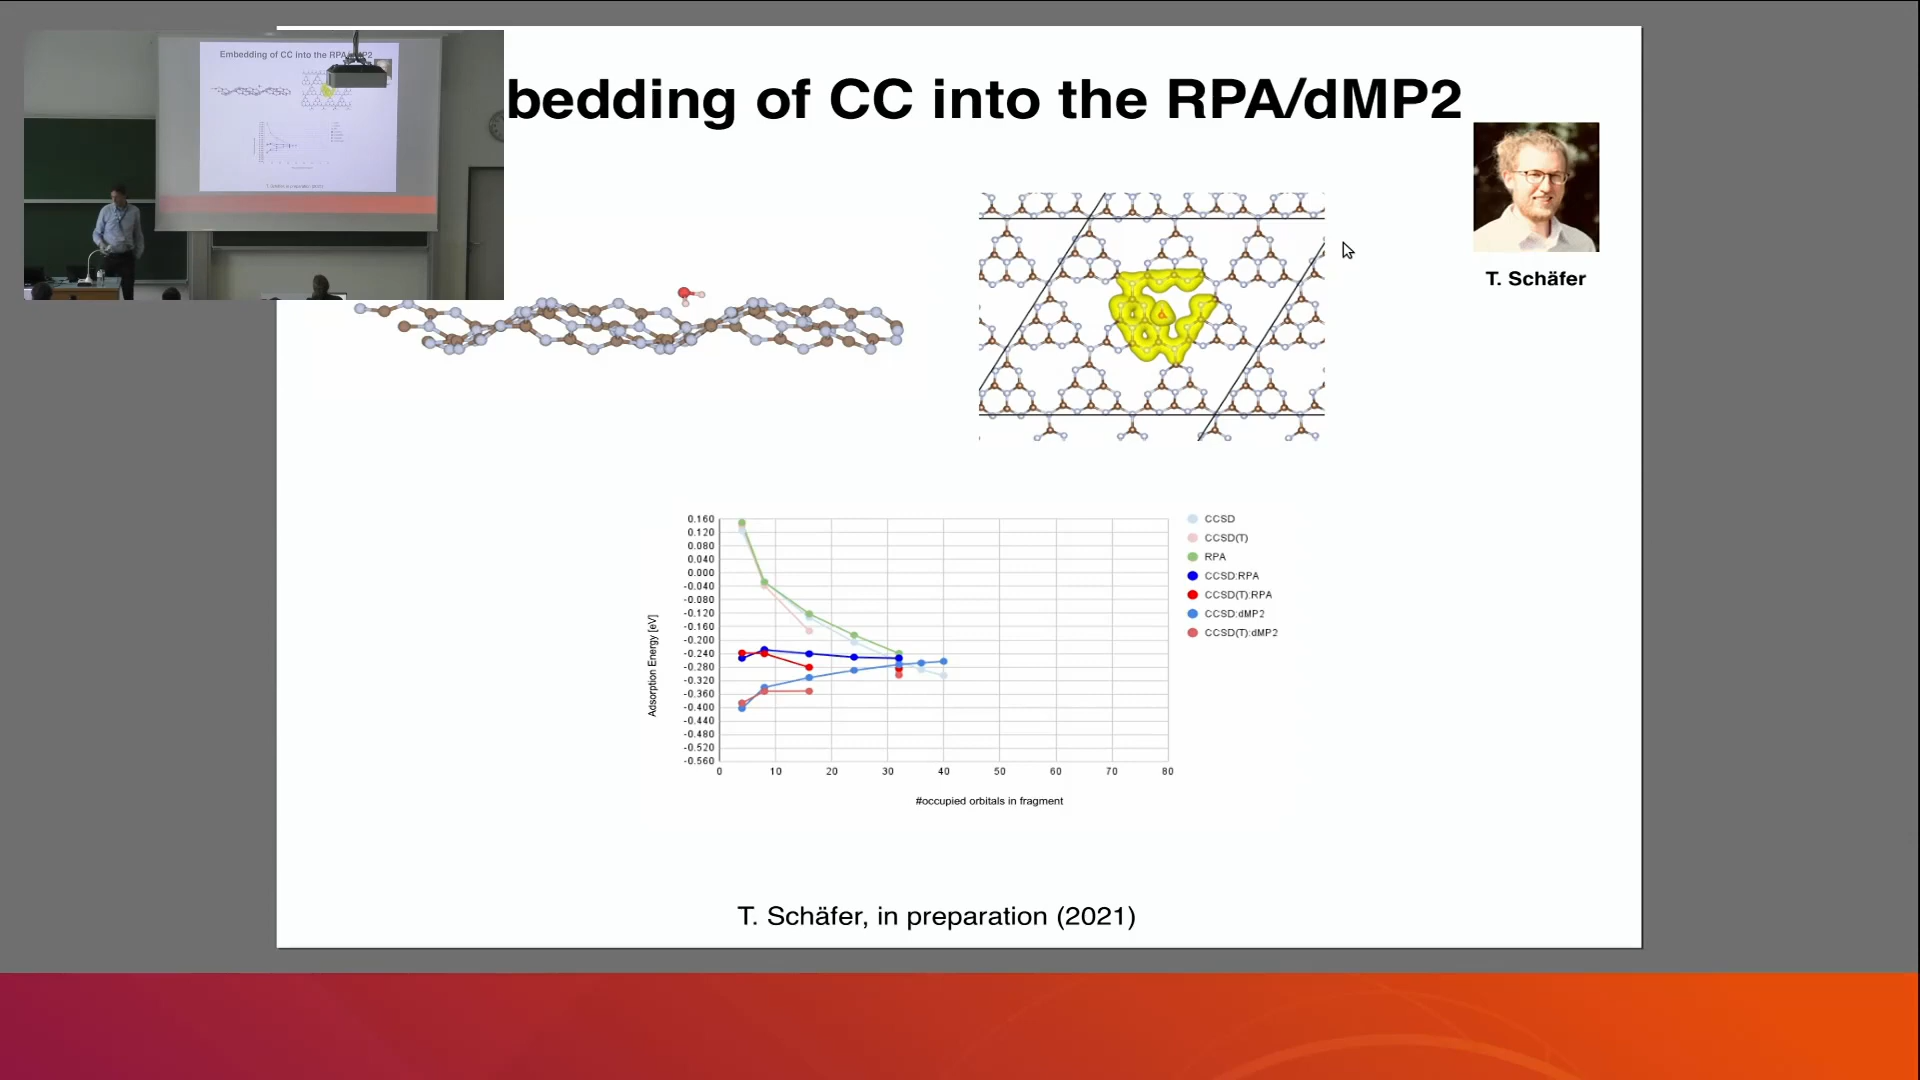 Embedding of CC into the RPA/dMP2
bedding of CC into the RPA/dMP2
T. Schäfer
0.160
0.120
0.080
0.040
0.000
-0.040
-0.080
-0.120
-0.160
-0.200
-0.240
-0.280
-0.320
-0.360
-0.400
-0.440
-0.480
-0.520
-0.560
Adsorption Energy [eV]
0 10 20 30 40 50 60 70 80
#occupied orbitals in fragment
CCSD
CCSD(T)
RPA
CCSD:RPA
CCSD(T):RPA
CCSD:dMP2
CCSD(T):dMP2
T. Schäfer, in preparation (2021)